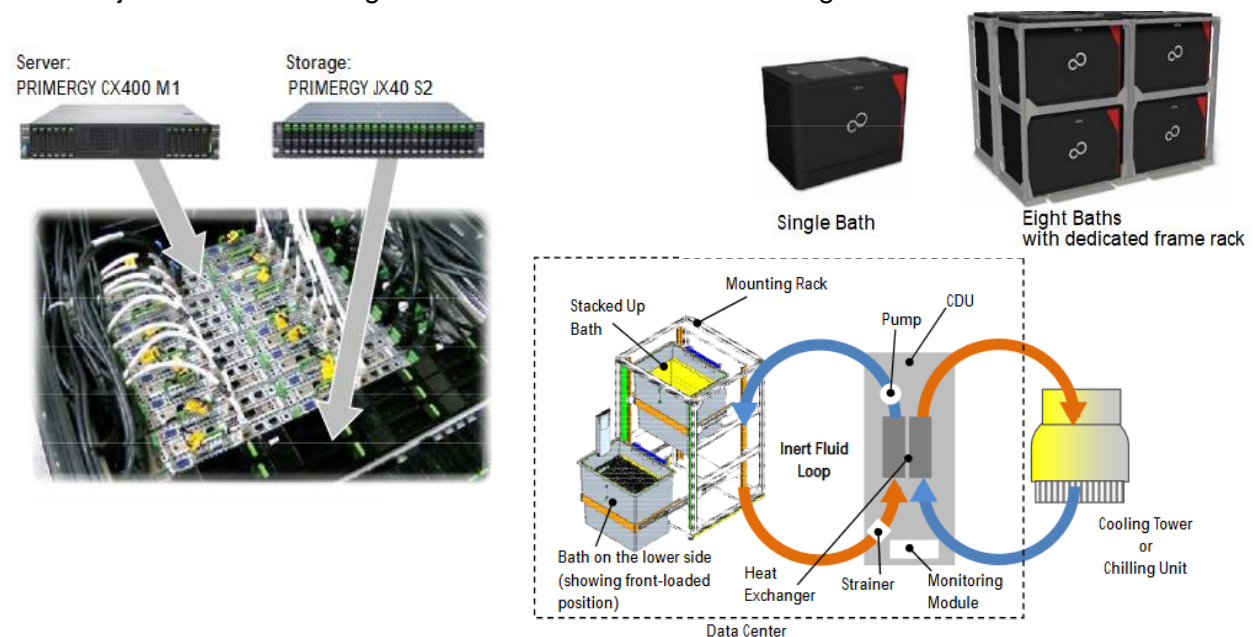 Server:
PRIMERGY CX400 M1
Storage:
PRIMERGY JX40 S2
Single Bath
Eight Baths
with dedicated frame rack
Mounting Rack
Stacked Up
Bath
CDU
Pump
Inert Fluid
Loop
Bath on the lower side
(showing front-loaded
position)
Heat
Exchanger
Strainer
Monitoring
Module
Cooling Tower
or
Chilling Unit
Data Center